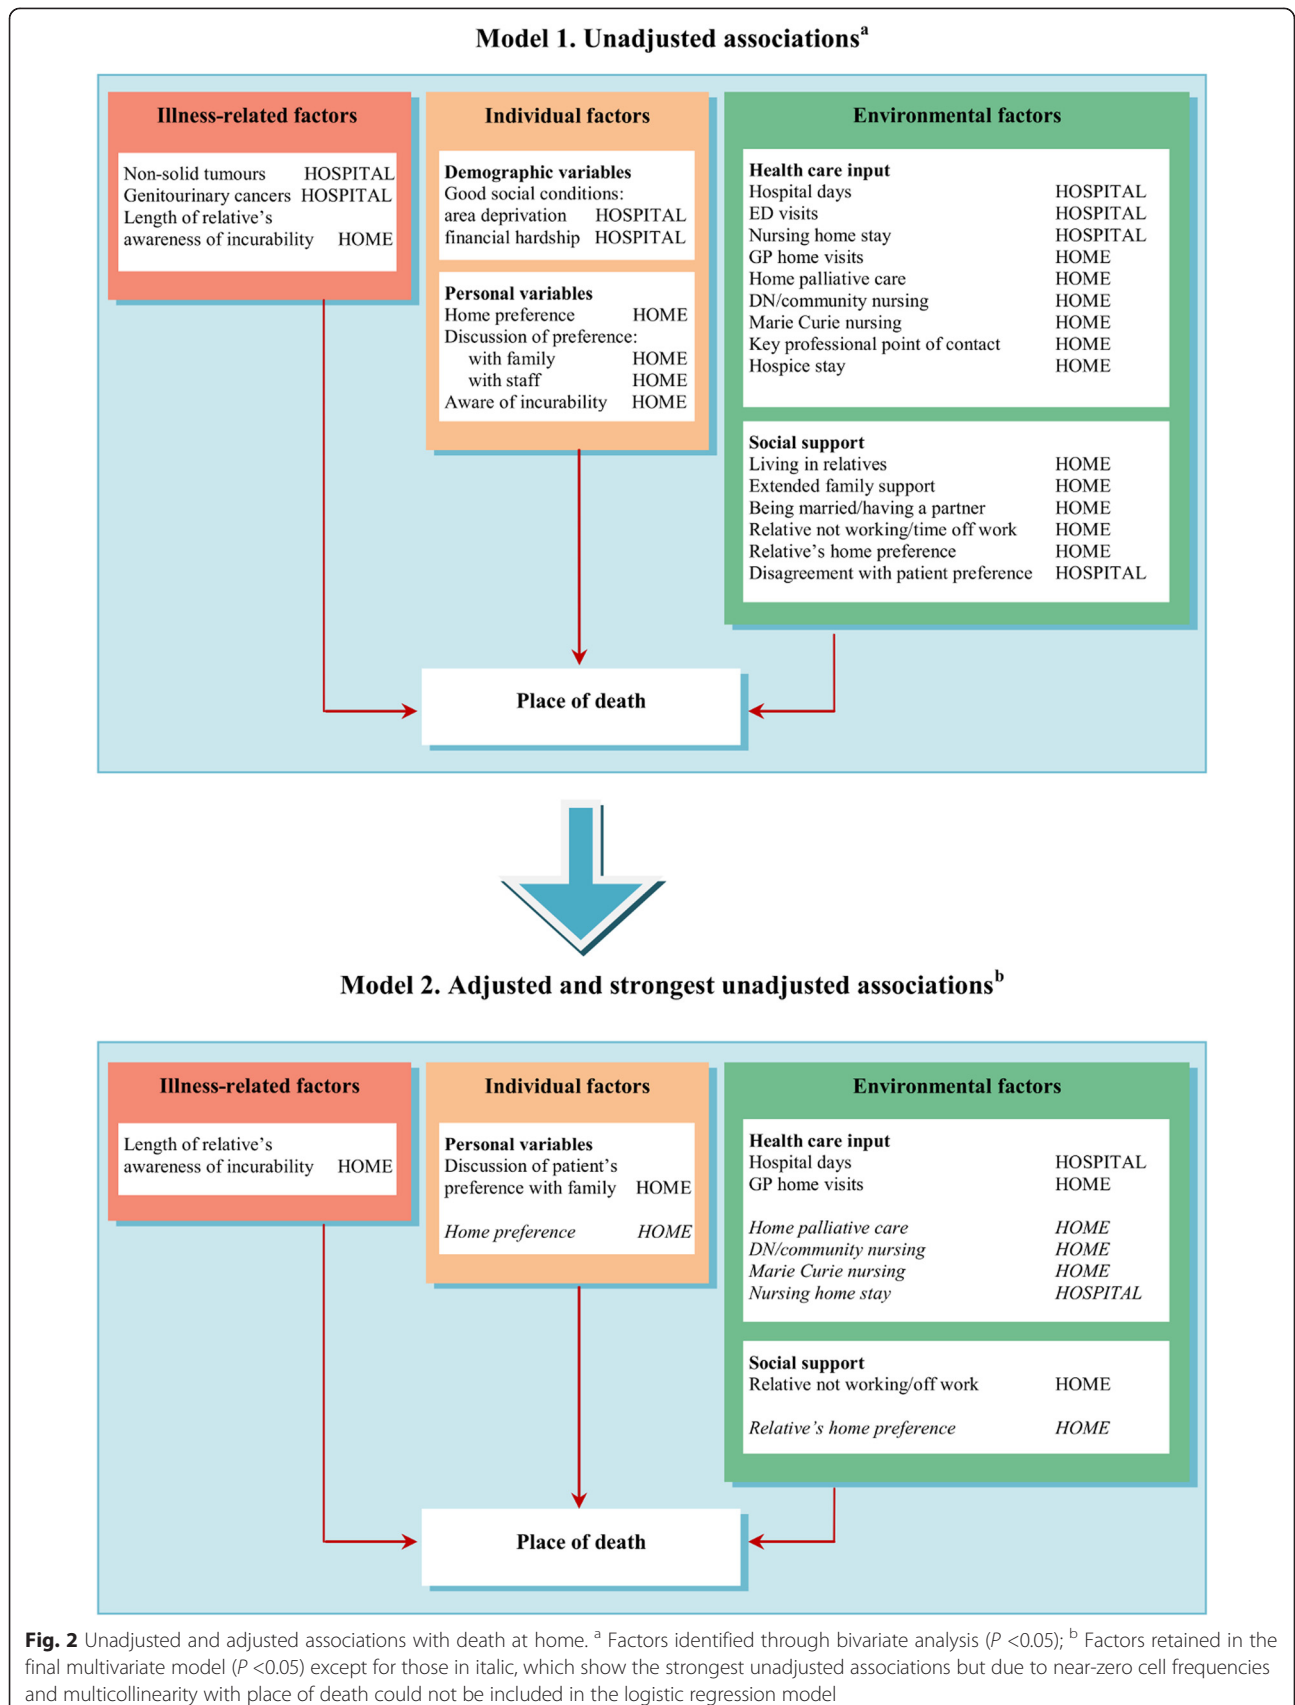 Model 1. Unadjusted associationsa
Illness-related factors
Non-solid tumours HOSPITAL
Genitourinary cancers HOSPITAL
Length of relative's
awareness of incurability HOME
Individual factors
Demographic variables
Good social conditions:
area deprivation HOSPITAL
financial hardship HOSPITAL
Personal variables
Home preference HOME
Discussion of preference:
with family HOME
with staff HOME
Aware of incurability HOME
Environmental factors
Health care input
Hospital days HOSPITAL
ED visits HOSPITAL
Nursing home stay HOSPITAL
GP home visits HOME
Home palliative care HOME
DN/community nursing HOME
Marie Curie nursing HOME
Key professional point of contact HOME
Hospice stay HOME
Social support
Living in relatives HOME
Extended family support HOME
Being married/having a partner HOME
Relative not working/time off work HOME
Relative's home preference HOME
Disagreement with patient preference HOSPITAL
Place of death
Model 2. Adjusted and strongest unadjusted associationsb
Illness-related factors
Length of relative's
awareness of incurability HOME
Individual factors
Personal variables
Discussion of patient's
preference with family HOME
Home preference HOME
Environmental factors
Health care input
Hospital days HOSPITAL
GP home visits HOME
Home palliative care HOME
DN/community nursing HOME
Marie Curie nursing HOME
Nursing home stay HOSPITAL
Social support
Relative not working/off work HOME
Relative's home preference HOME
Place of death
Fig. 2 Unadjusted and adjusted associations with death at home. a Factors identified through bivariate analysis (P <0.05); b Factors retained in the
final multivariate model (P <0.05) except for those in italic, which show the strongest unadjusted associations but due to near-zero cell frequencies
and multicollinearity with place of death could not be included in the logistic regression model